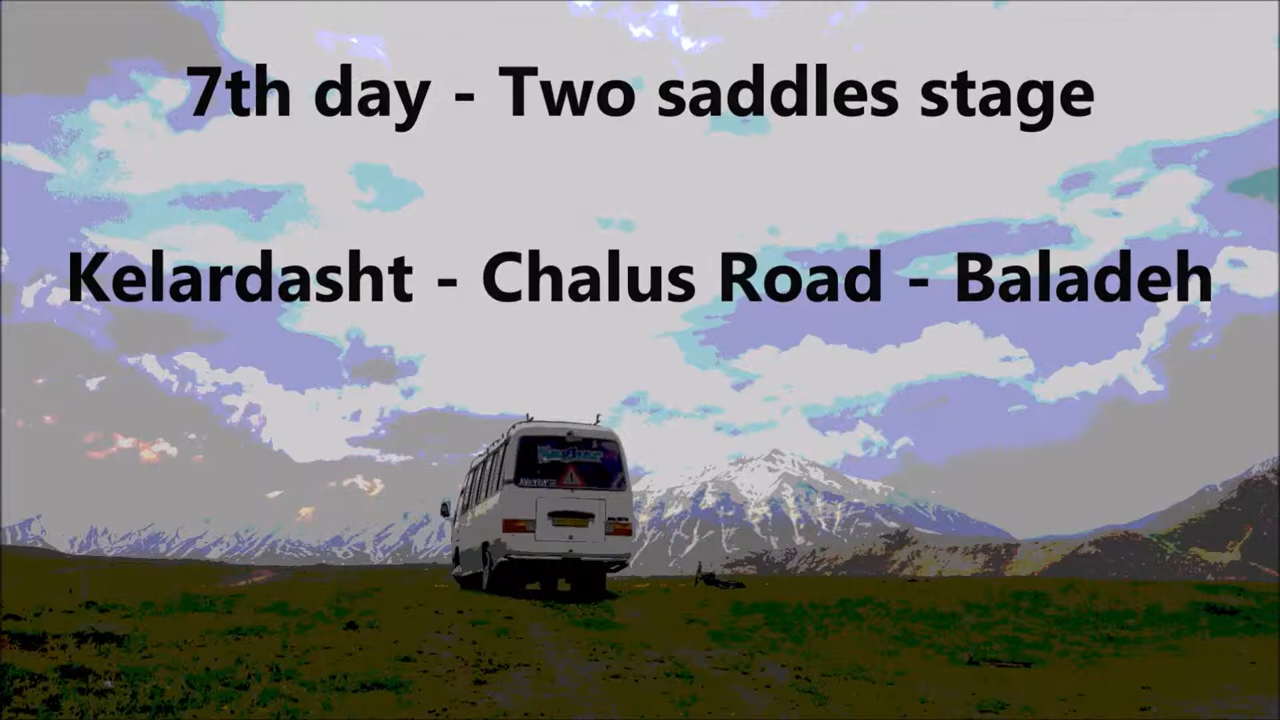 7th day - Two saddles stage
Kelardasht - Chalus Road - Baladeh